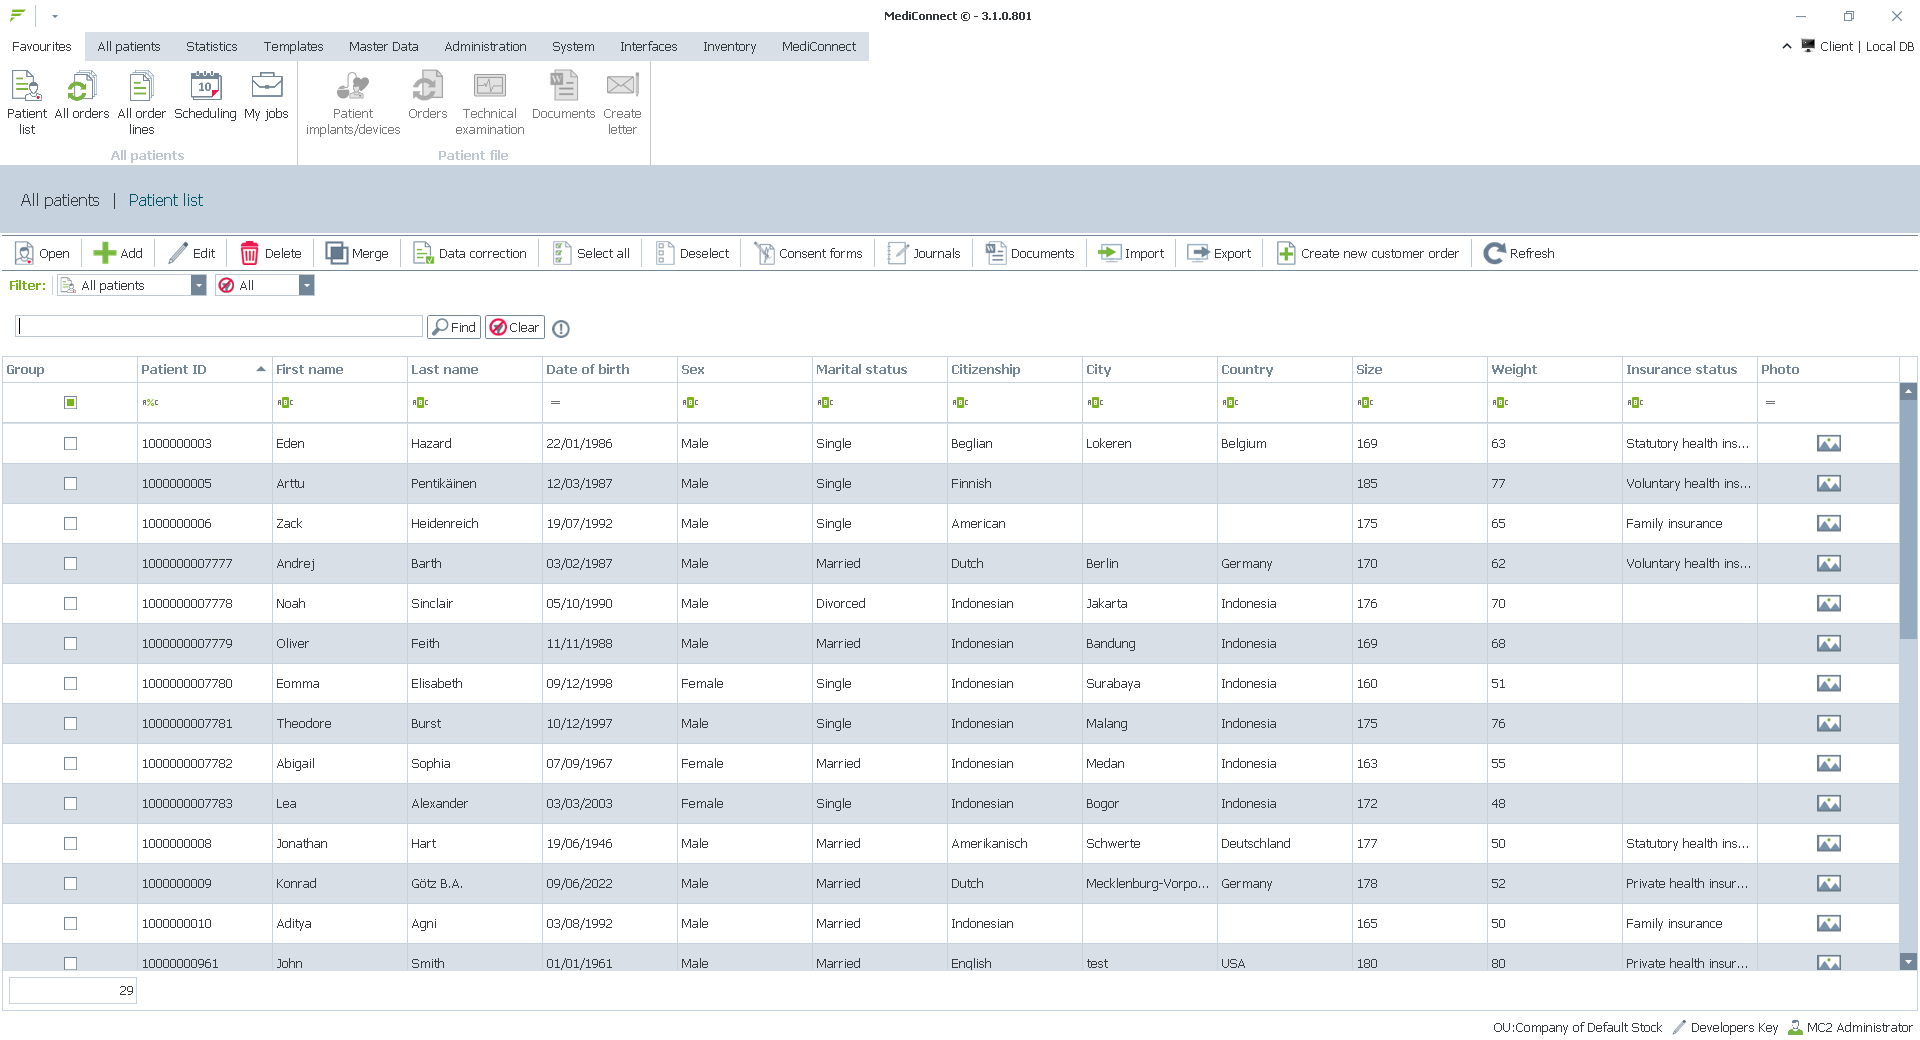 MediConnect © - 3.1.0.801
Favourites All patients Statistics Templates Master Data Administration System Interfaces Inventory MediConnect
Client | Local DB
10
Patient list
All orders
All order lines
Scheduling
My jobs
Patient implants/devices
Orders
Technical examination
Documents
Create letter
All patients
Patient file
All patients | Patient list
Open Add Edit Delete Merge Data correction Select all Deselect Consent forms Journals Documents Import Export Create new customer order Refresh
Filter: All patients All
Find Clear
Group Patient ID First name Last name Date of birth Sex Marital status Citizenship City Country Size Weight Insurance status Photo
A%C ABC ABC = ABC ABC ABC ABC ABC ABC ABC ABC =
1000000003 Eden Hazard 22/01/1986 Male Single Beglian Lokeren Belgium 169 63 Statutory health ins...
1000000005 Arttu Pentikäinen 12/03/1987 Male Single Finnish 185 77 Voluntary health ins...
1000000006 Zack Heidenreich 19/07/1992 Male Single American 175 65 Family insurance
1000000007777 Andrej Barth 03/02/1987 Male Married Dutch Berlin Germany 170 62 Voluntary health ins...
1000000007778 Noah Sinclair 05/10/1990 Male Divorced Indonesian Jakarta Indonesia 176 70
1000000007779 Oliver Feith 11/11/1988 Male Married Indonesian Bandung Indonesia 169 68
1000000007780 Eomma Elisabeth 09/12/1998 Female Single Indonesian Surabaya Indonesia 160 51
1000000007781 Theodore Burst 10/12/1997 Male Single Indonesian Malang Indonesia 175 76
1000000007782 Abigail Sophia 07/09/1967 Female Married Indonesian Medan Indonesia 163 55
1000000007783 Lea Alexander 03/03/2003 Female Single Indonesian Bogor Indonesia 172 48
1000000008 Jonathan Hart 19/06/1946 Male Married Amerikanisch Schwerte Deutschland 177 50 Statutory health ins...
1000000009 Konrad Götz B.A. 09/06/2022 Male Married Dutch Mecklenburg-Vorpo... Germany 178 52 Private health insur...
1000000010 Aditya Agni 03/08/1992 Male Married Indonesian 165 50 Family insurance
10000000961 John Smith 01/01/1961 Male Married English test USA 180 80 Private health insur...
29
OU:Company of Default Stock Developers Key MC2 Administrator